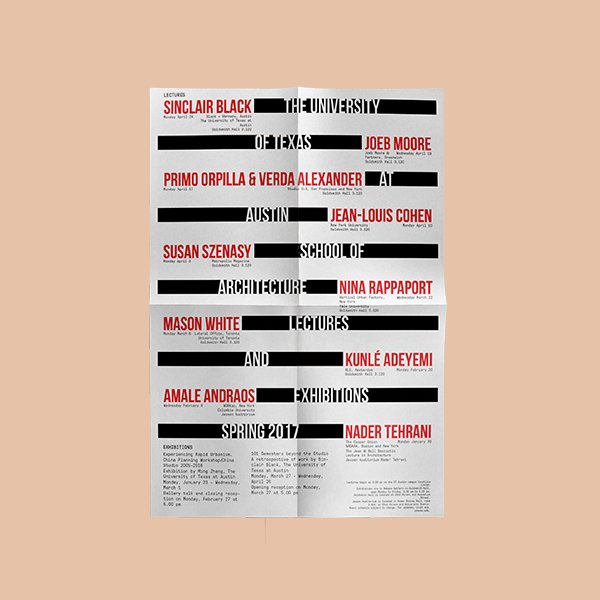 LECTURES
SINCLAIR BLACK THE UNIVERSITY
Monday April 24 Black + Vernooy, Austin
The University of Texas at
Austin
Goldsmith Hall 3.120
OF TEXAS JOEB MOORE
Joeb Moore & Wednesday April 19
Partners, Greenwich
Goldsmith Hall 3.120
PRIMO ORPILLA & VERDA ALEXANDER AT
Monday April 17 Studio O+A, San Francisco and New York
Goldsmith Hall 3.120
AUSTIN JEAN-LOUIS COHEN
New York University Monday April 10
Goldsmith Hall 3.120
SUSAN SZENASY SCHOOL OF
Monday April 3 Metropolis Magazine
Goldsmith Hall 3.120
ARCHITECTURE NINA RAPPAPORT
Vertical Urban Factory, Wednesday March 22
New York
Yale University
Goldsmith Hall 3.120
MASON WHITE LECTURES
Monday March 6 Lateral Office, Toronto
University of Toronto
Goldsmith Hall 3.120
AND KUNLÉ ADEYEMI
NLÉ, Amsterdam Monday February 20
Goldsmith Hall 3.120
AMALE ANDRAOS EXHIBITIONS
Wednesday February 8 WORKac, New York
Columbia University
Jessen Auditorium
SPRING 2017 NADER TEHRANI
The Cooper Union Monday January 30
NADAAA, Boston and New York
The Jean & Bill Booziotis
Lecture in Architecture
Jessen Auditorium Nader Tehrani
EXHIBITIONS
Experiencing Rapid Urbanism.
China Planning Workshop/China
Studio 2005-2016
Exhibition by Ming Zhang, The
University of Texas at Austin
Monday, January 23 – Wednesday,
March 1
Gallery talk and closing recep-
tion on Monday, February 27 at
5.00 pm
Semesters beyond the Studio
A retrospective of work by Sin-
clair Black, The University of
Texas at Austin
Monday, March 27 – Wednesday,
April 26
Opening reception on Monday,
March 27 at 5.00 pm